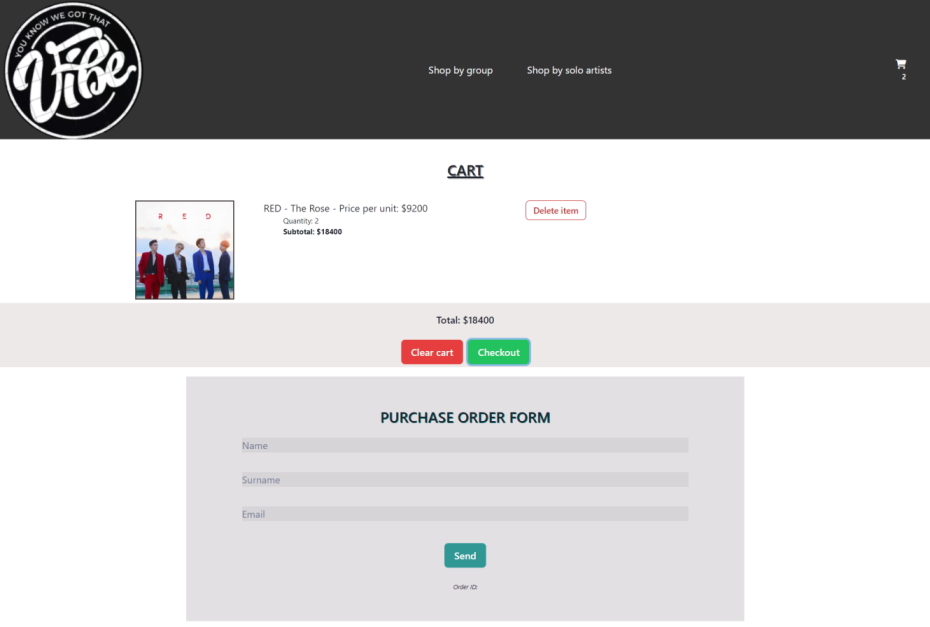 YOU KNOW WE GOT THAT
Vibe
Shop by group
Shop by solo artists
2
CART
RED
RED - The Rose - Price per unit: $9200
Delete item
Quantity: 2
Subtotal: $18400
Total: $18400
Clear cart
Checkout
PURCHASE ORDER FORM
Name
Surname
Email
Send
Order ID: